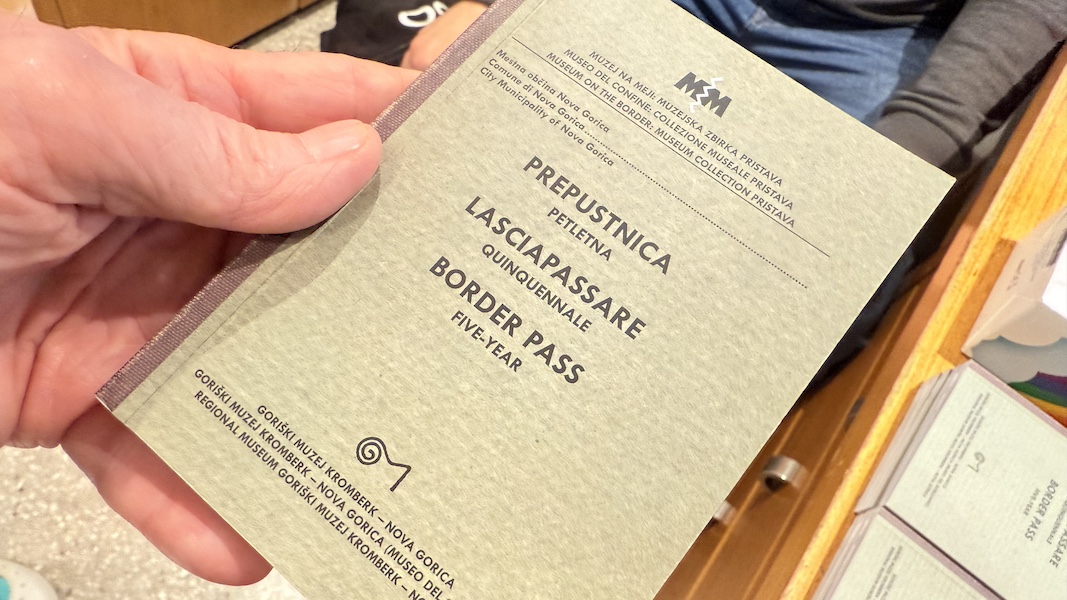 MM
MUZEJ NA MEJI: MUZEJSKA ZBIRKA PRISTAVA
MUSEO DEL CONFINE: COLLEZIONE MUSEALE PRISTAVA
MUSEUM ON THE BORDER: MUSEUM COLLECTION PRISTAVA
Mestna občina Nova Gorica
Comune di Nova Gorica
City Municipality of Nova Gorica
PREPUSTNICA
PETLETNA
LASCIAPASSARE
QUINQUENNALE
BORDER PASS
FIVE-YEAR
GORIŠKI MUZEJ KROMBERK – NOVA GORICA
GORIŠKI MUZEJ KROMBERK – NOVA GORICA (MUSEO DEL
REGIONAL MUSEUM GORIŠKI MUZEJ KROMBERK –
BORDER PASS
FIVE-YEAR